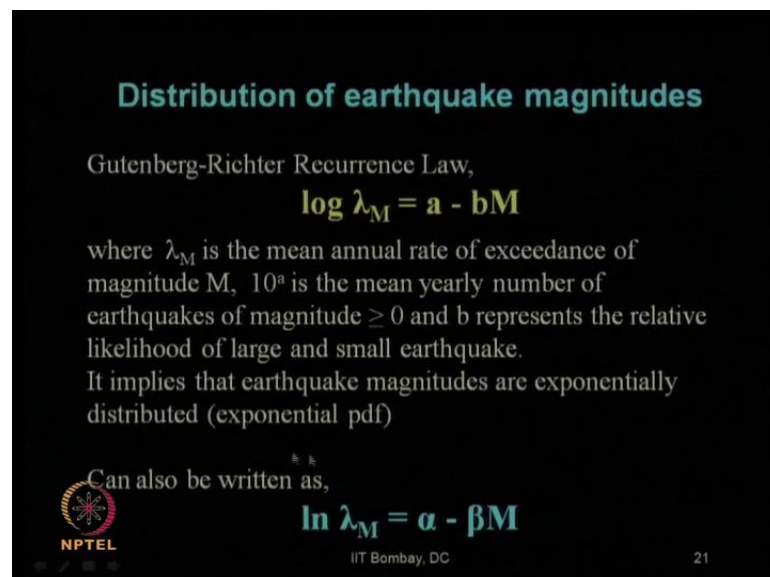 Distribution of earthquake magnitudes
Gutenberg-Richter Recurrence Law,
log λM = a - bM
where λM is the mean annual rate of exceedance of
magnitude M, 10ᵃ is the mean yearly number of
earthquakes of magnitude ≥ 0 and b represents the relative
likelihood of large and small earthquake.
It implies that earthquake magnitudes are exponentially
distributed (exponential pdf)
Can also be written as,
ln λM = α - βM
NPTEL
IIT Bombay, DC
21